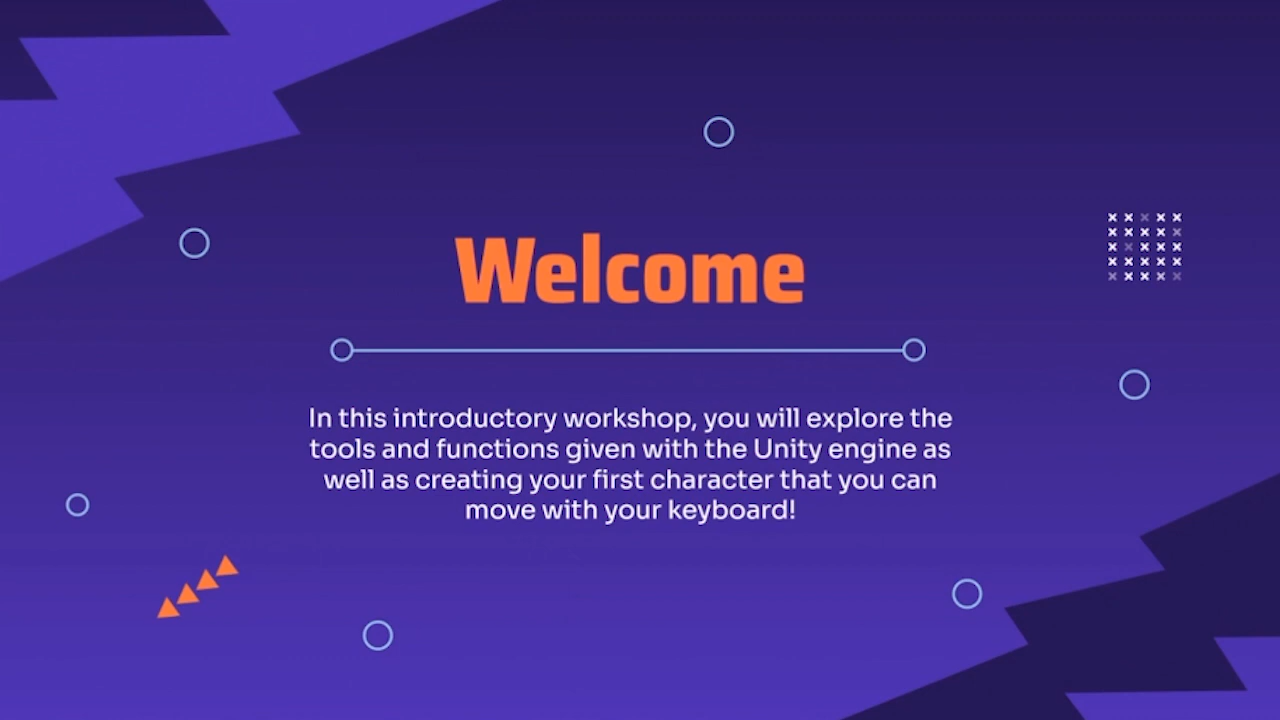 Welcome
In this introductory workshop, you will explore the
tools and functions given with the Unity engine as
well as creating your first character that you can
move with your keyboard!